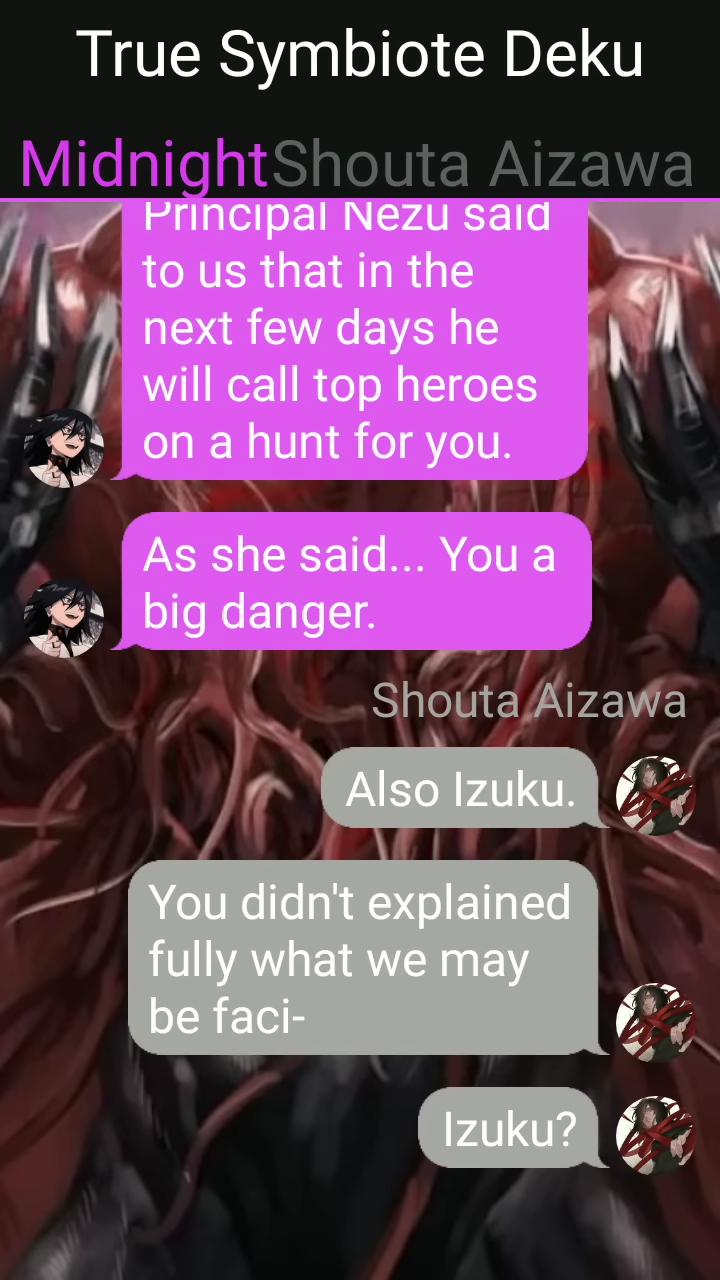 True Symbiote Deku
Midnight Shouta Aizawa
Principal Nezu said
to us that in the
next few days he
will call top heroes
on a hunt for you.
As she said... You a
big danger.
Shouta Aizawa
Also Izuku.
You didn't explained
fully what we may
be faci-
Izuku?